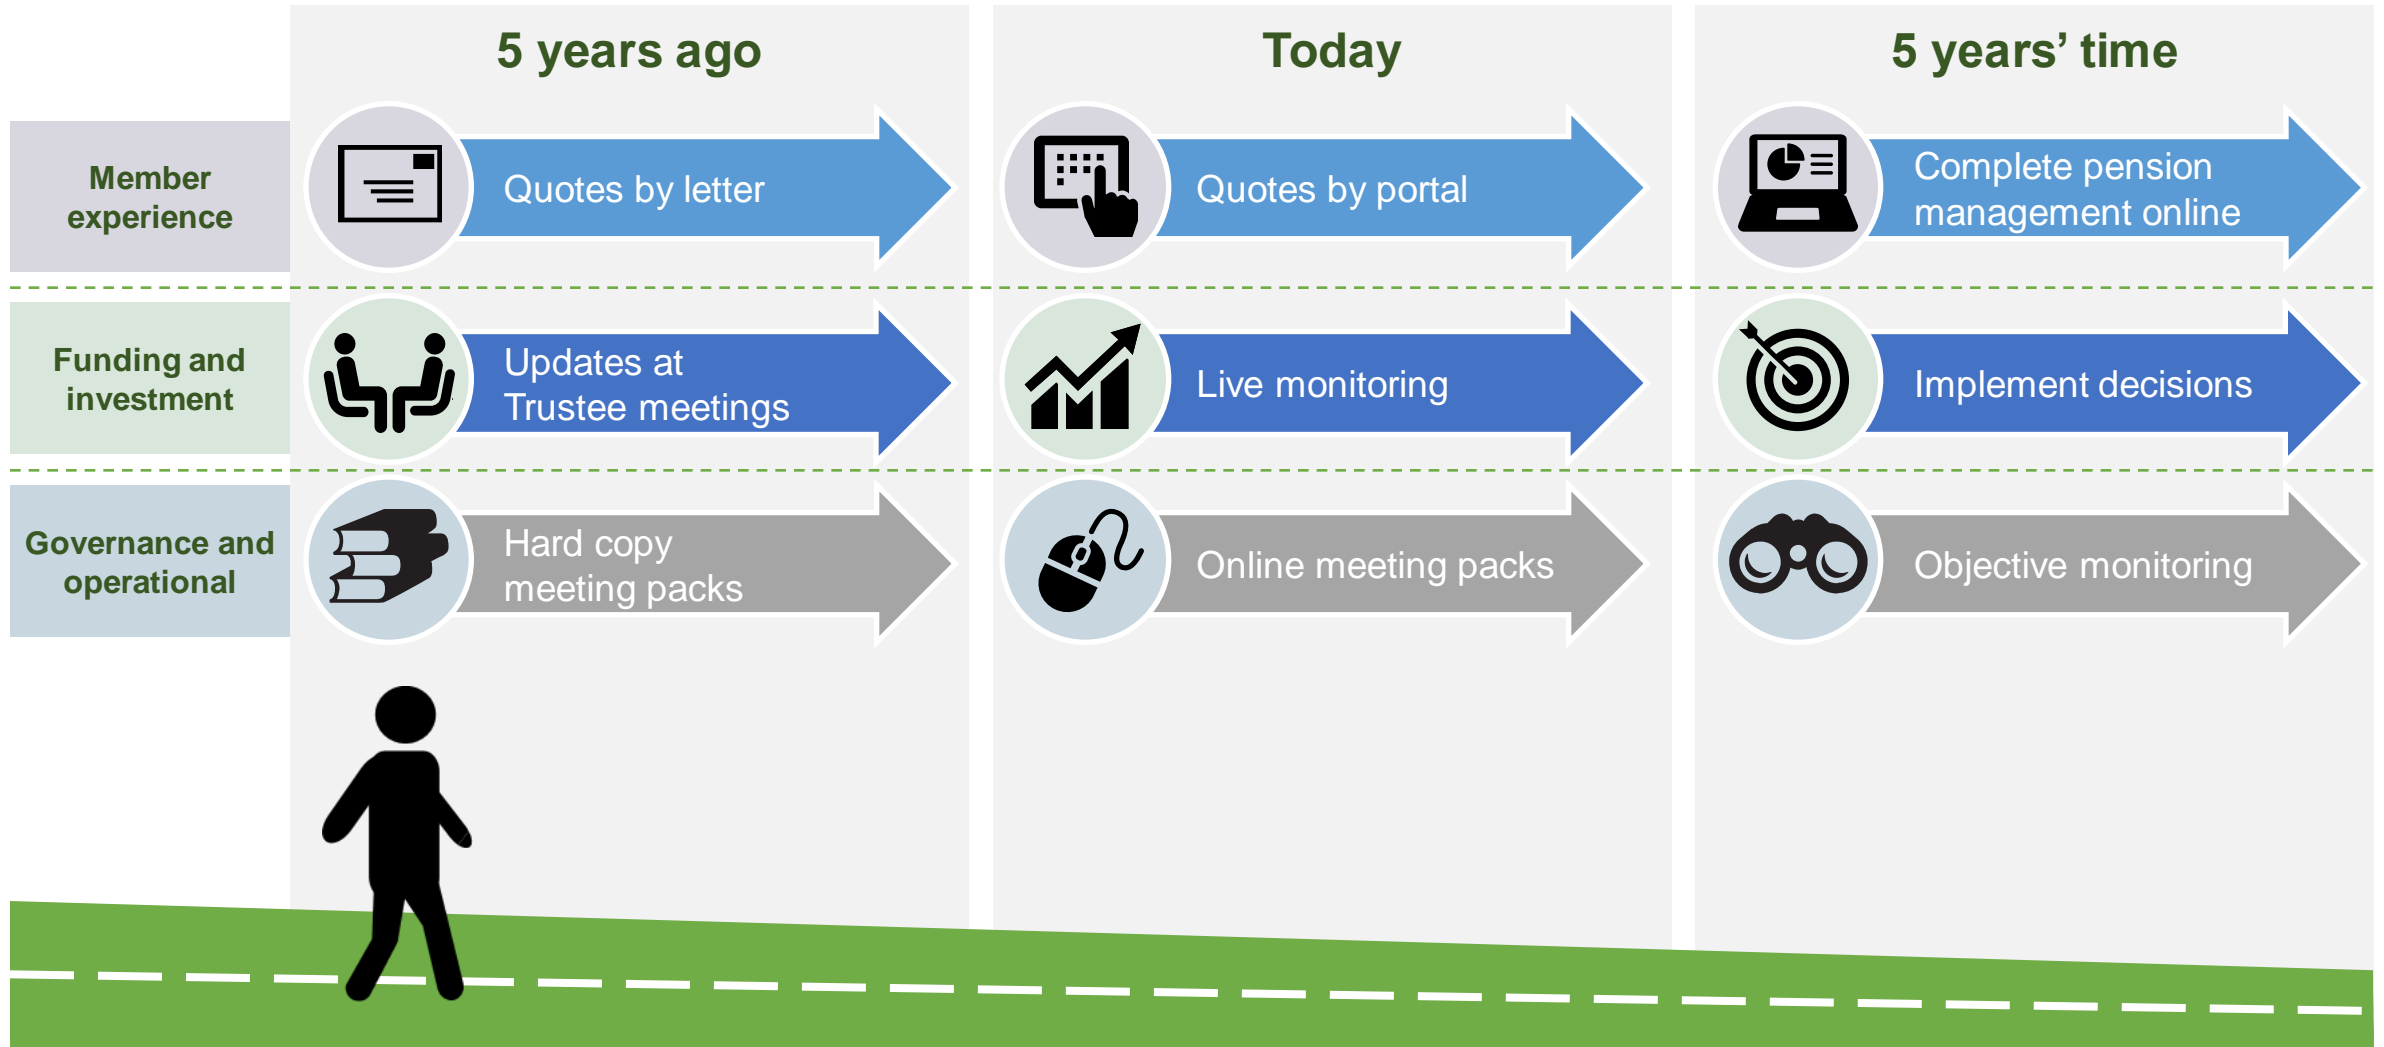 5 years ago
Today
5 years’ time
Member
experience
Quotes by letter
Quotes by portal
Complete pension
management online
Funding and
investment
Updates at
Trustee meetings
Live monitoring
Implement decisions
Governance and
operational
Hard copy
meeting packs
Online meeting packs
Objective monitoring